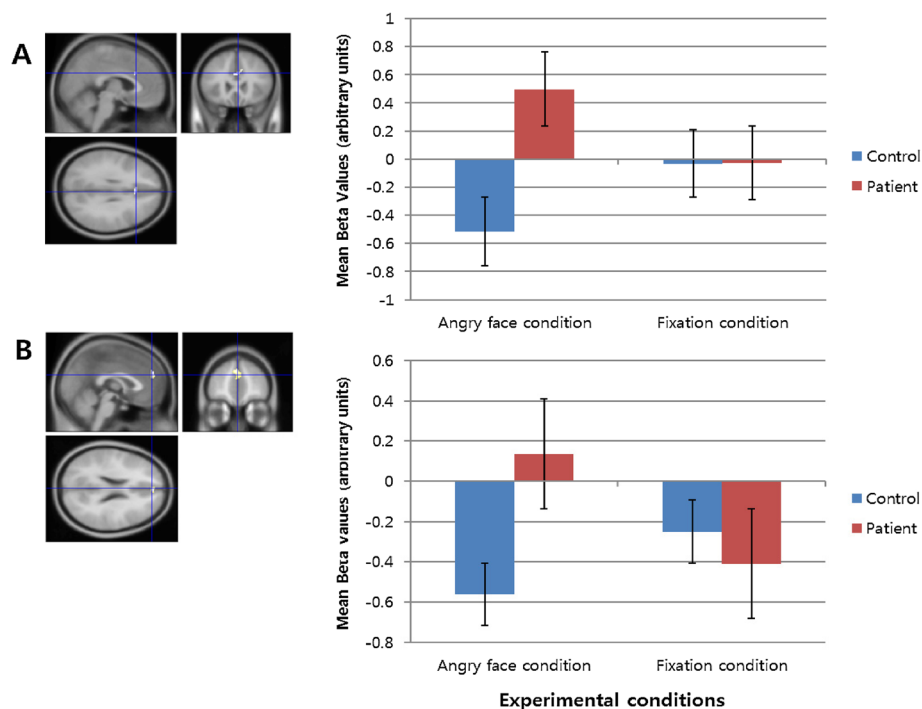 A
Mean Beta Values (arbitrary units)
1
0.8
0.6
0.4
0.2
0
-0.2
-0.4
-0.6
-0.8
-1
Angry face condition
Fixation condition
Control
Patient
B
Mean Beta values (arbitrary units)
0.6
0.4
0.2
0
-0.2
-0.4
-0.6
-0.8
Angry face condition
Fixation condition
Control
Patient
Experimental conditions